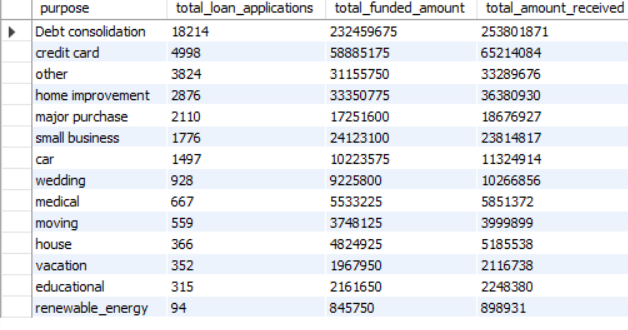 purpose total_loan_applications total_funded_amount total_amount_received
Debt consolidation 18214 232459675 253801871
credit card 4998 58885175 65214084
other 3824 31155750 33289676
home improvement 2876 33350775 36380930
major purchase 2110 17251600 18676927
small business 1776 24123100 23814817
car 1497 10223575 11324914
wedding 928 9225800 10266856
medical 667 5533225 5851372
moving 559 3748125 3999899
house 366 4824925 5185538
vacation 352 1967950 2116738
educational 315 2161650 2248380
renewable_energy 94 845750 898931